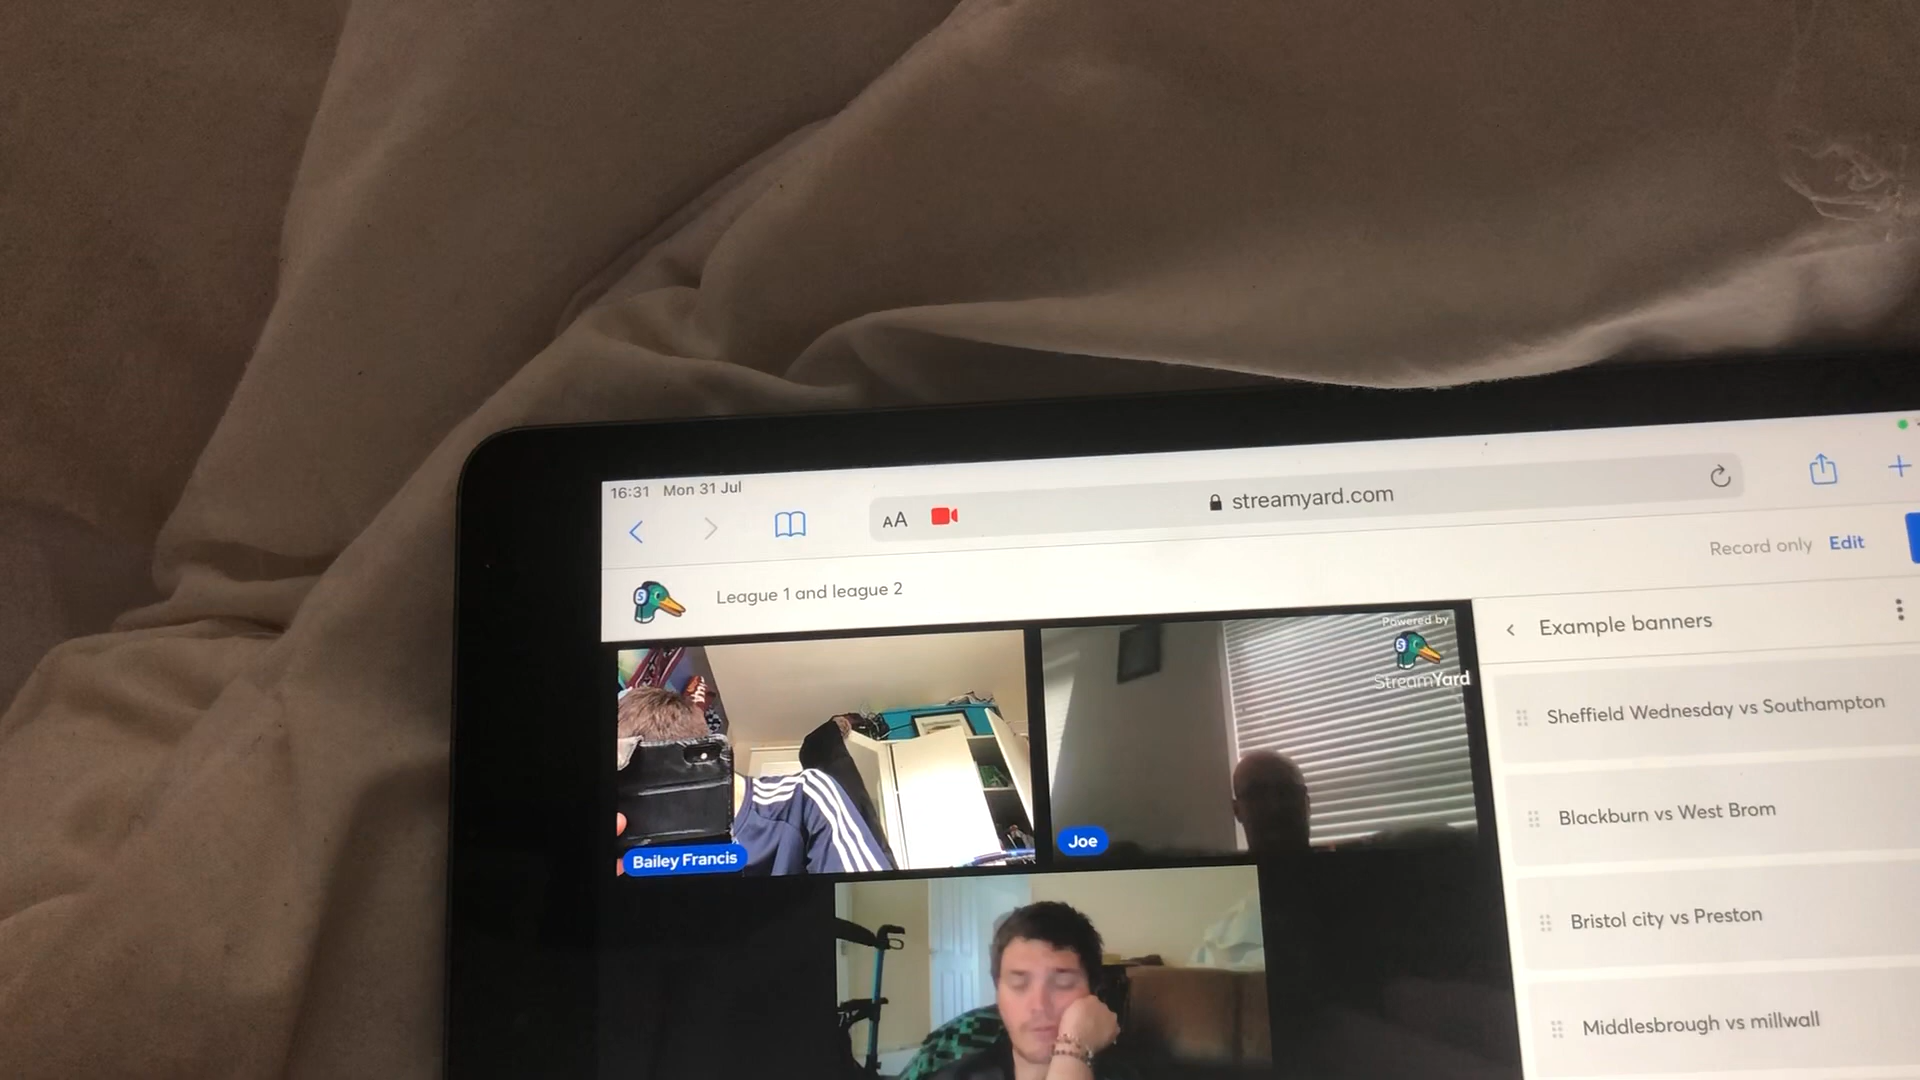 16:31 Mon 31 Jul
AA
streamyard.com
Record only Edit
League 1 and league 2
Example banners
Powered by
StreamYard
Sheffield Wednesday vs Southampton
Blackburn vs West Brom
Bristol city vs Preston
Middlesbrough vs millwall
Bailey Francis
Joe